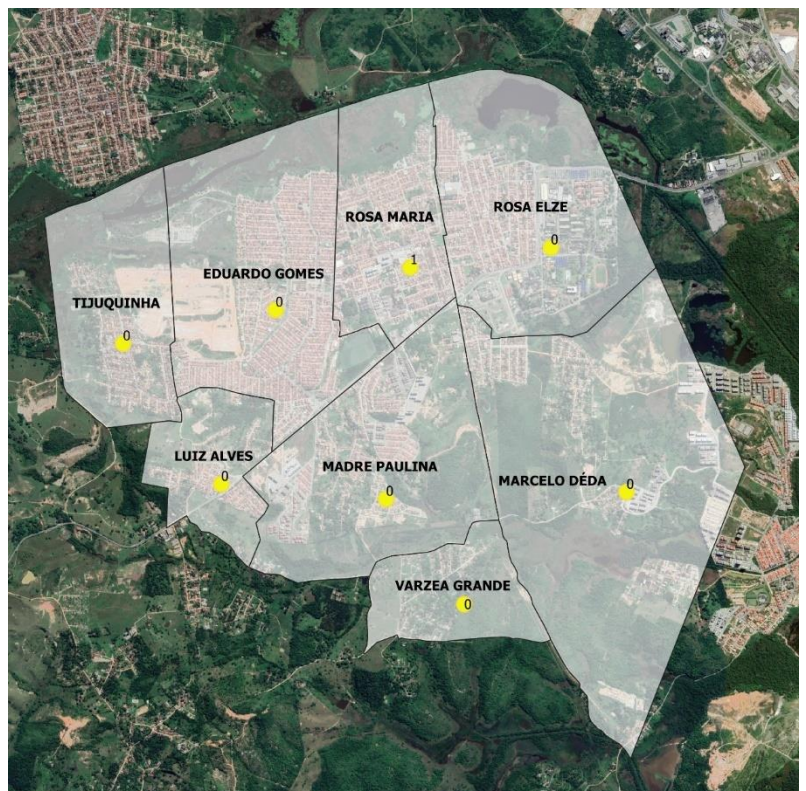 ROSA ELZE
0
ROSA MARIA
1
EDUARDO GOMES
0
TIJUQUINHA
0
LUIZ ALVES
0
MADRE PAULINA
0
MARCELO DÉDA
0
VARZEA GRANDE
0